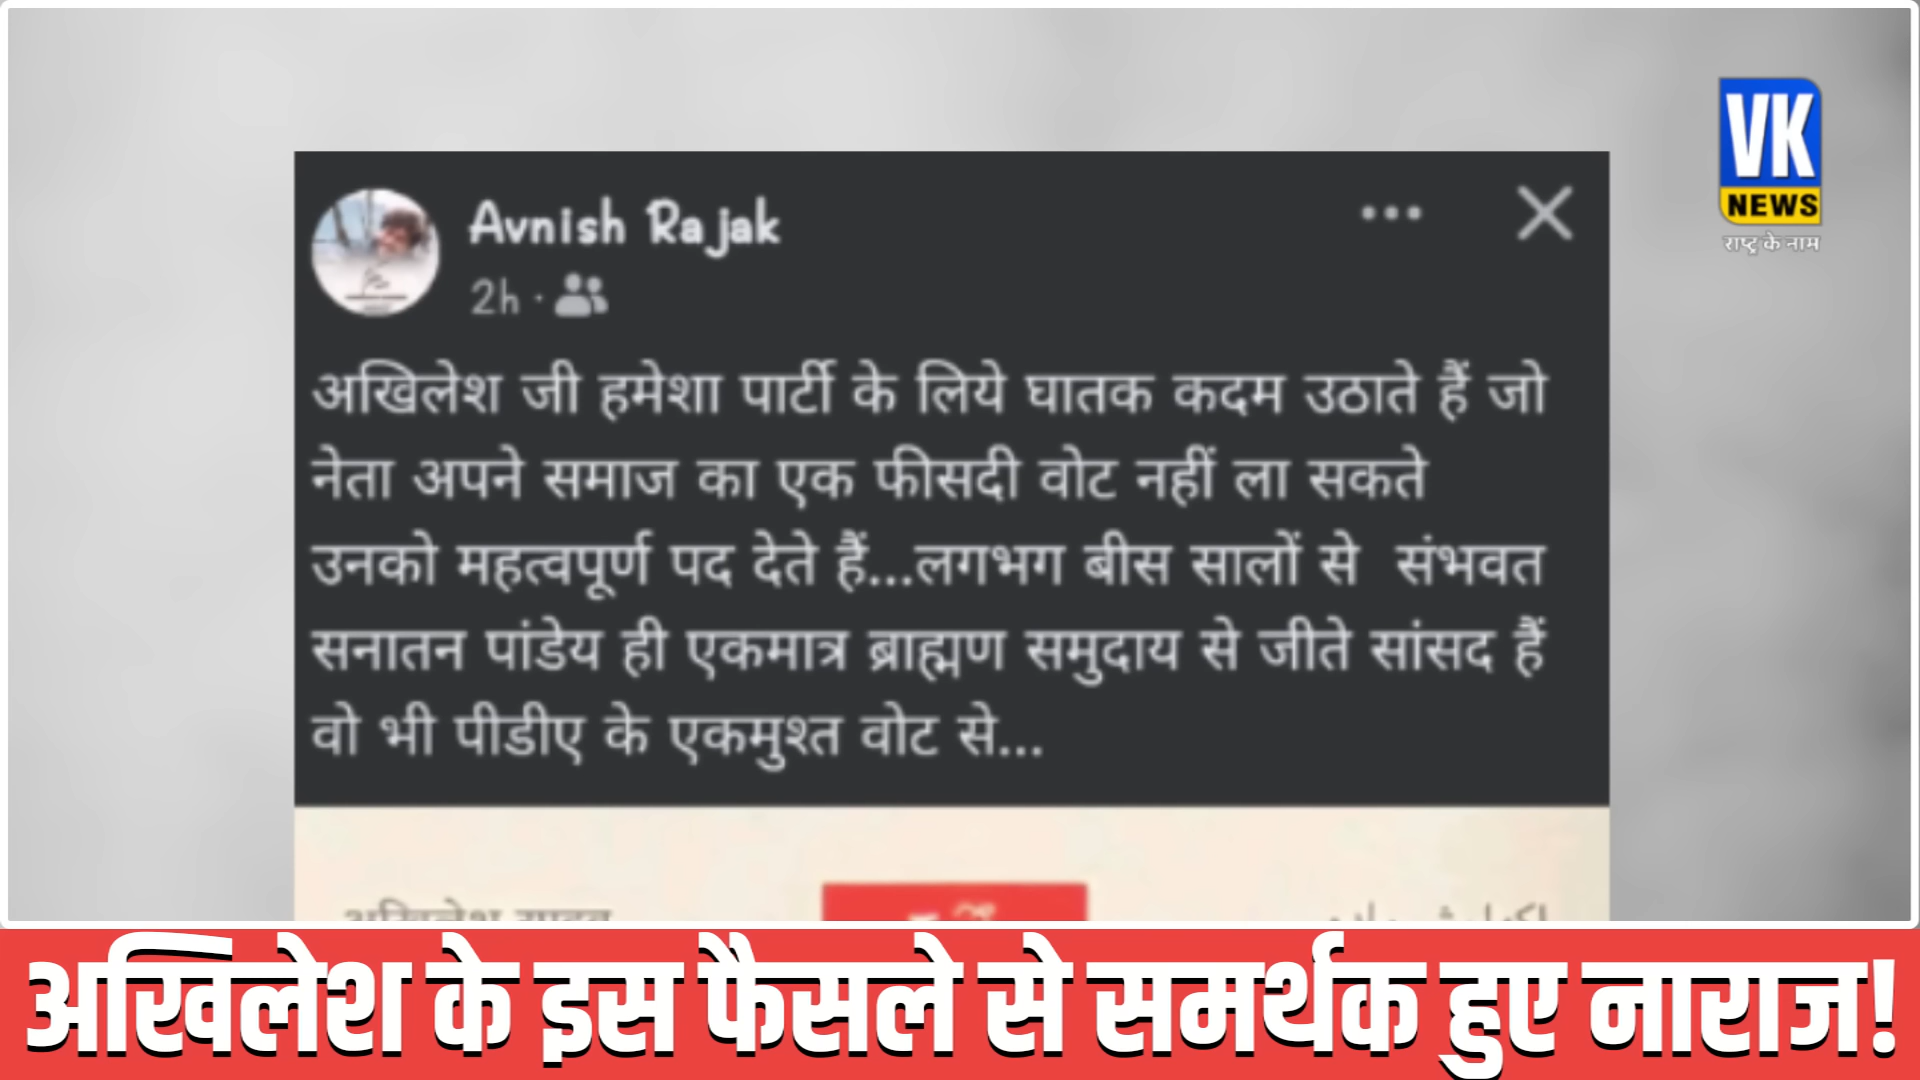 VK
NEWS
राष्ट्र के नाम
Avnish Rajak
2h ·
अखिलेश जी हमेशा पार्टी के लिये घातक कदम उठाते हैं जो
नेता अपने समाज का एक फीसदी वोट नहीं ला सकते
उनको महत्वपूर्ण पद देते हैं...लगभग बीस सालों से संभवत
सनातन पांडेय ही एकमात्र ब्राह्मण समुदाय से जीते सांसद हैं
वो भी पीडीए के एकमुश्त वोट से...
अखिलेश के इस फैसले से समर्थक हुए नाराज!